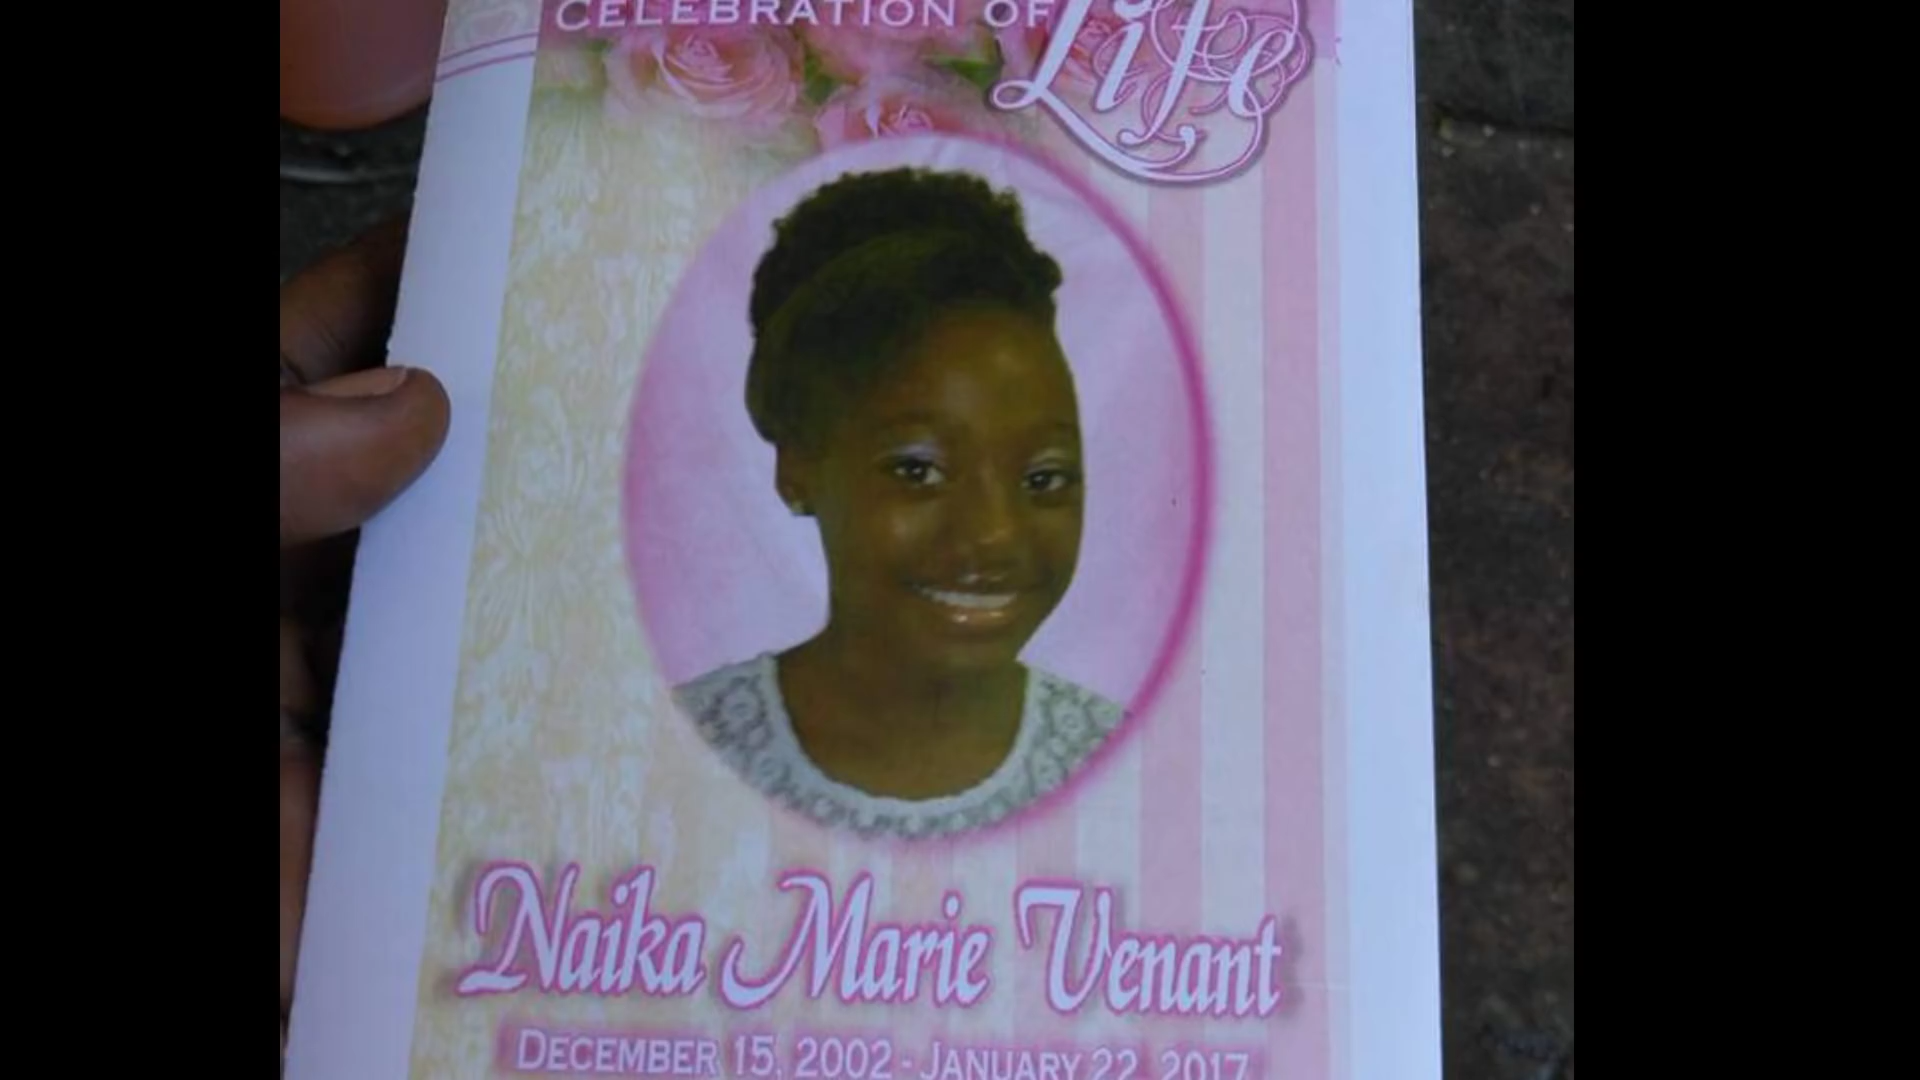 CELEBRATION OF Life
Naika Marie Venant
DECEMBER 15, 2002 - JANUARY 22, 2017